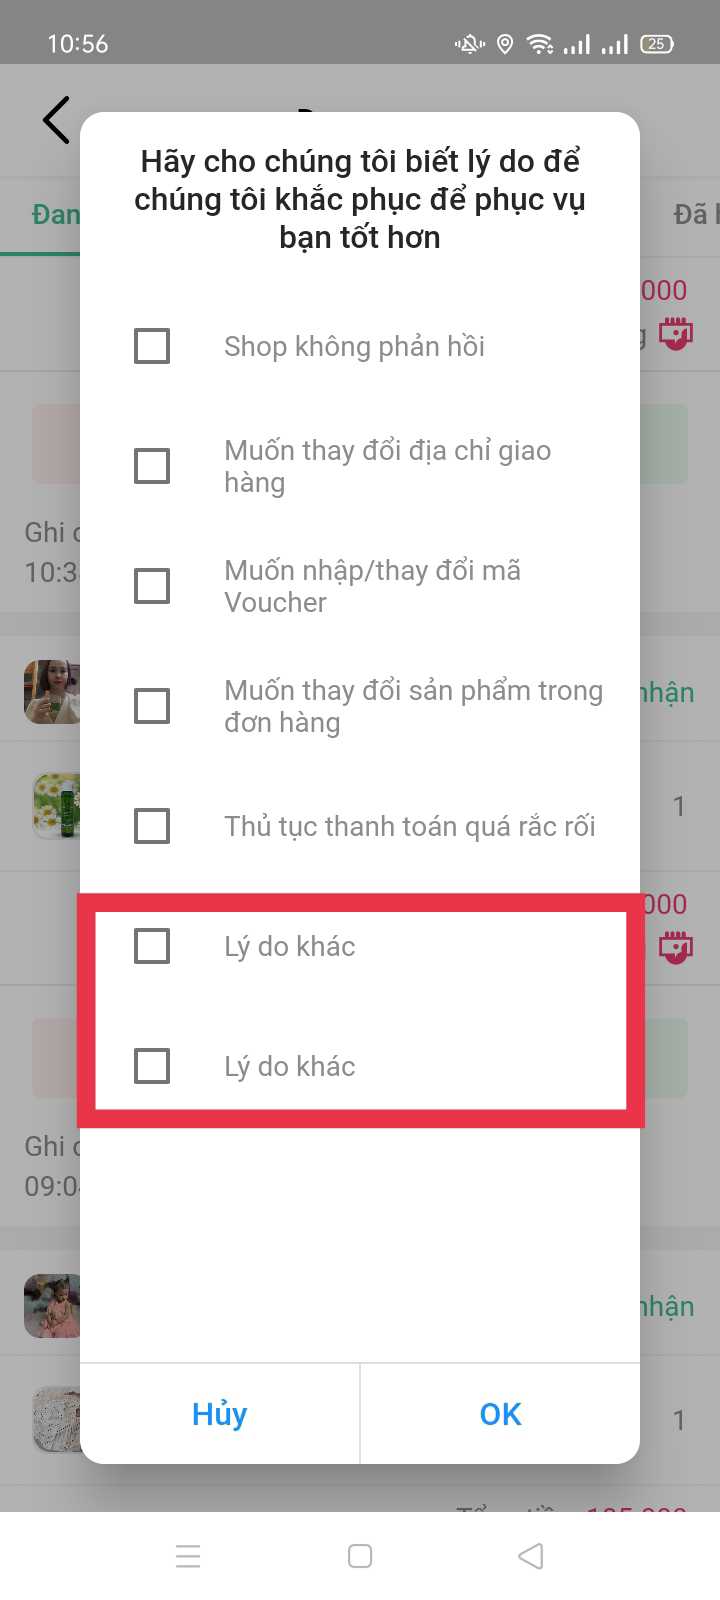 10:56
25
Hãy cho chúng tôi biết lý do để
chúng tôi khắc phục để phục vụ
bạn tốt hơn
Đan
Đã
000
Shop không phản hồi
Muốn thay đổi địa chỉ giao
hàng
Ghi
10:3
Muốn nhập/thay đổi mã
Voucher
Muốn thay đổi sản phẩm trong
đơn hàng
nhận
1
Thủ tục thanh toán quá rắc rối
000
Lý do khác
Lý do khác
Ghi
09:04
nhận
1
Hủy
OK